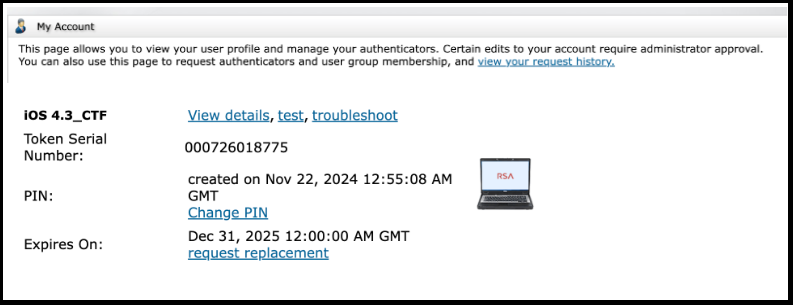 My Account
This page allows you to view your user profile and manage your authenticators. Certain edits to your account require administrator approval.
You can also use this page to request authenticators and user group membership, and view your request history.
iOS 4.3_CTF View details, test, troubleshoot
Token Serial
Number: 000726018775
PIN: created on Nov 22, 2024 12:55:08 AM
GMT
Change PIN
RSA
Expires On: Dec 31, 2025 12:00:00 AM GMT
request replacement